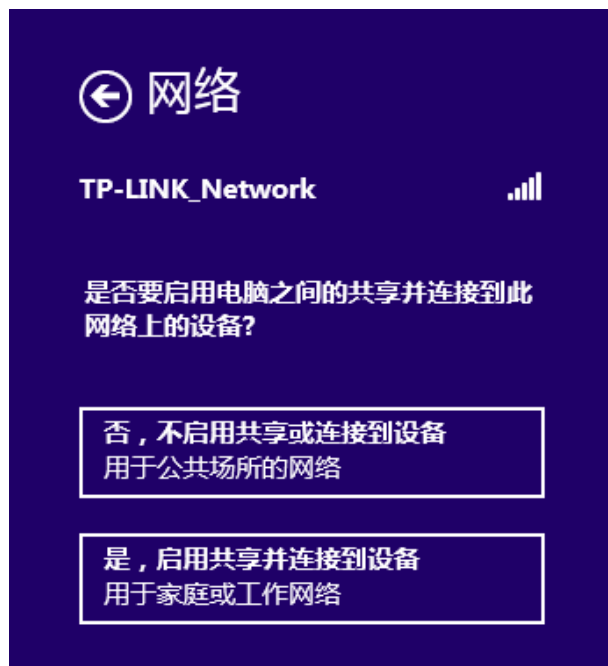 网络
TP-LINK_Network
是否要启用电脑之间的共享并连接到此
网络上的设备?
否，不启用共享或连接到设备
用于公共场所的网络
是，启用共享并连接到设备
用于家庭或工作网络